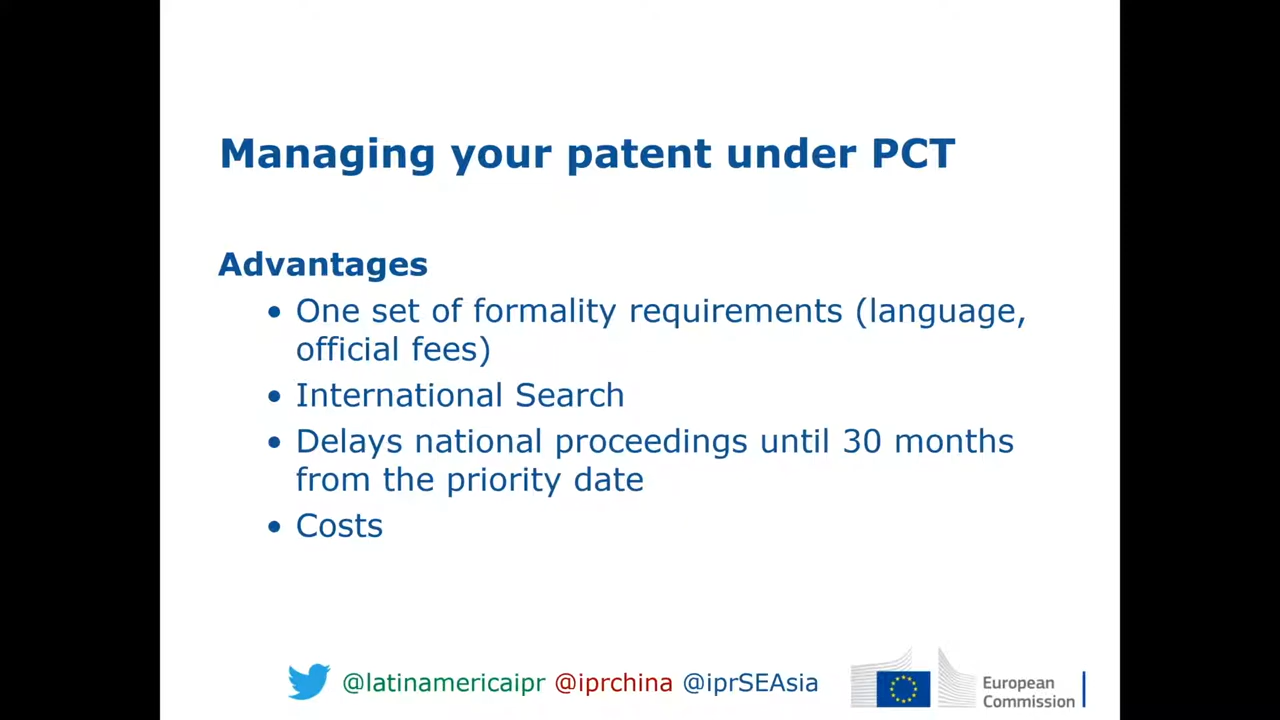 Managing your patent under PCT
Advantages
• One set of formality requirements (language,
official fees)
• International Search
• Delays national proceedings until 30 months
from the priority date
• Costs
@latinamericaipr @iprchina @iprSEAsia
European
Commission